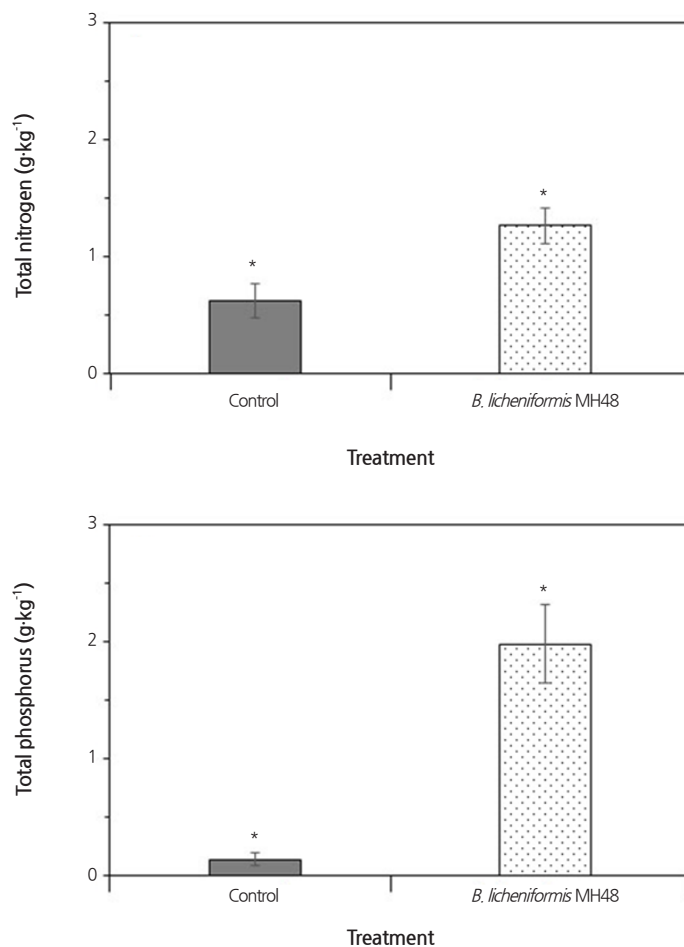 Total nitrogen (g·kg⁻¹)
3
2
1
0
*
*
Control
B. licheniformis MH48
Treatment
Total phosphorus (g·kg⁻¹)
3
2
1
0
*
*
Control
B. licheniformis MH48
Treatment